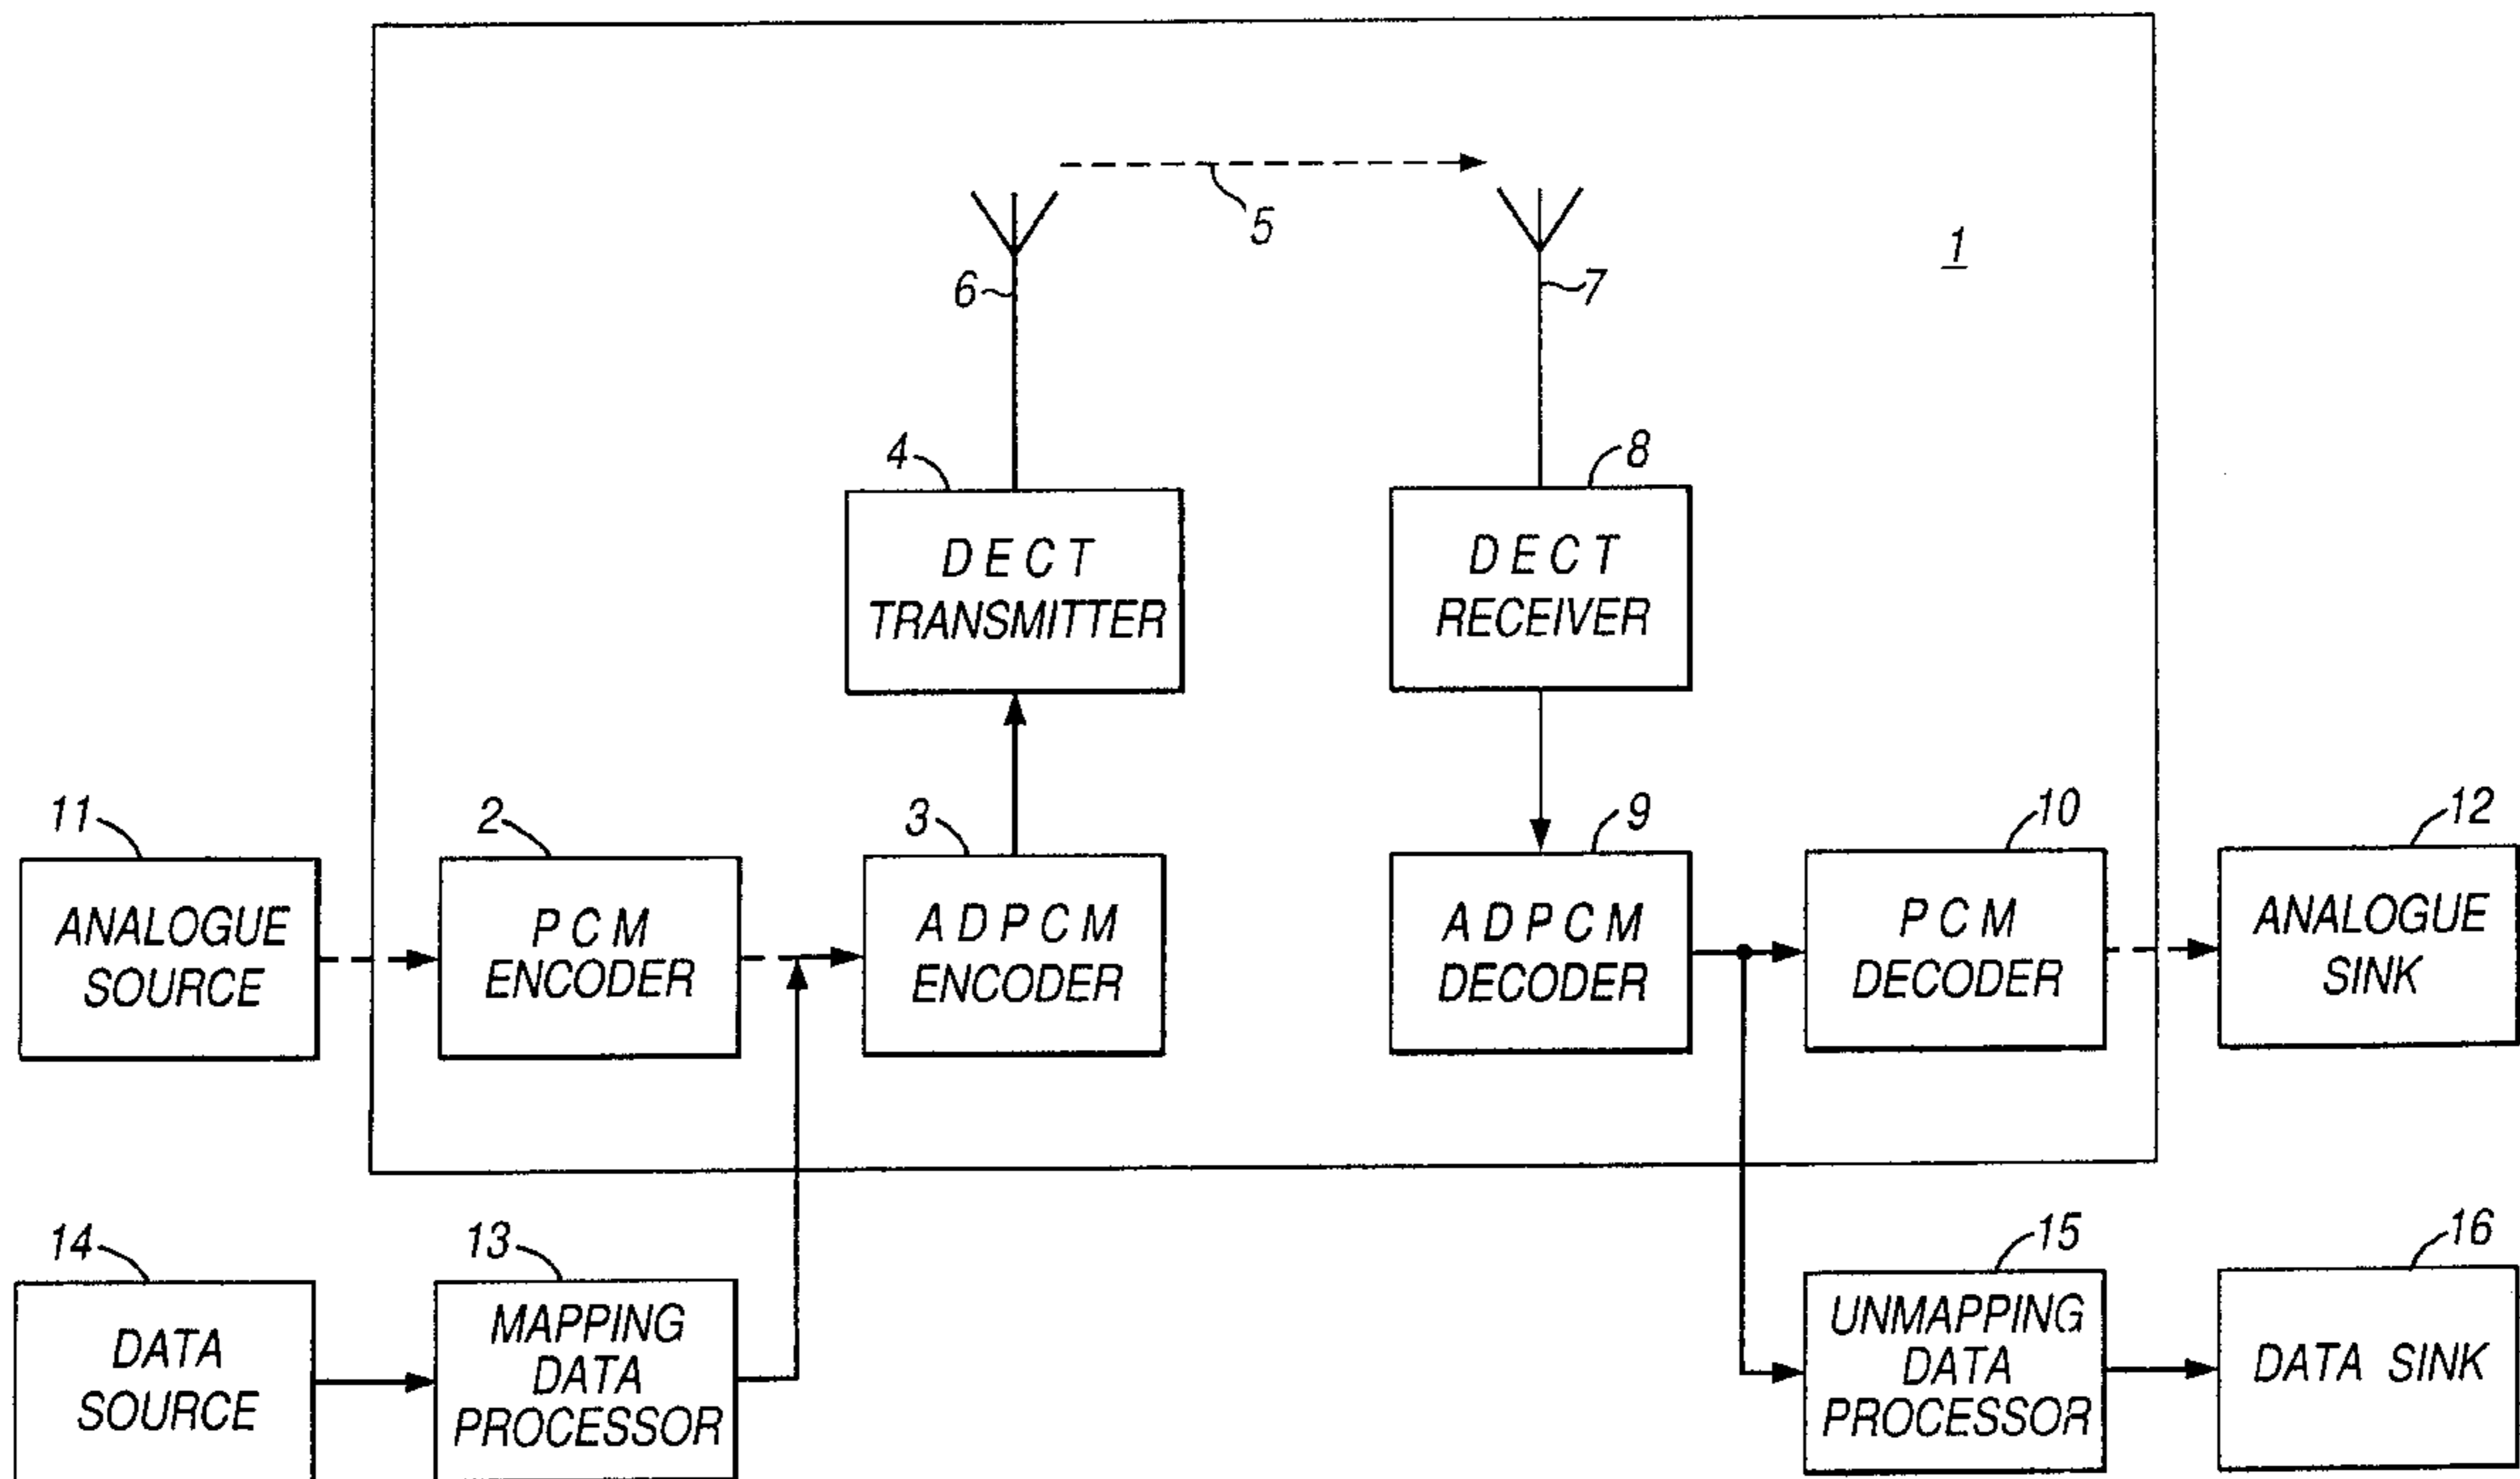 5
1
6
7
4
8
DECT
TRANSMITTER
DECT
RECEIVER
11
2
3
9
10
12
ANALOGUE
SOURCE
PCM
ENCODER
ADPCM
ENCODER
ADPCM
DECODER
PCM
DECODER
ANALOGUE
SINK
14
13
15
16
DATA
SOURCE
MAPPING
DATA
PROCESSOR
UNMAPPING
DATA
PROCESSOR
DATA SINK